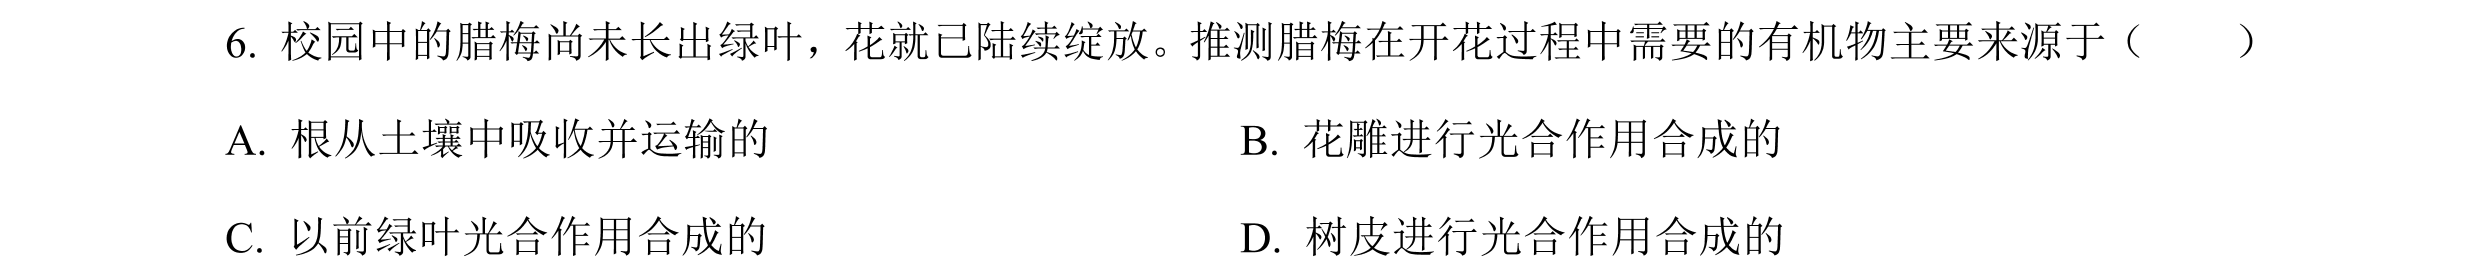 6. 校园中的腊梅尚未长出绿叶，花就已陆续绽放。推测腊梅在开花过程中需要的有机物主要来源于（　　）
A. 根从土壤中吸收并运输的 B. 花雕进行光合作用合成的
C. 以前绿叶光合作用合成的 D. 树皮进行光合作用合成的